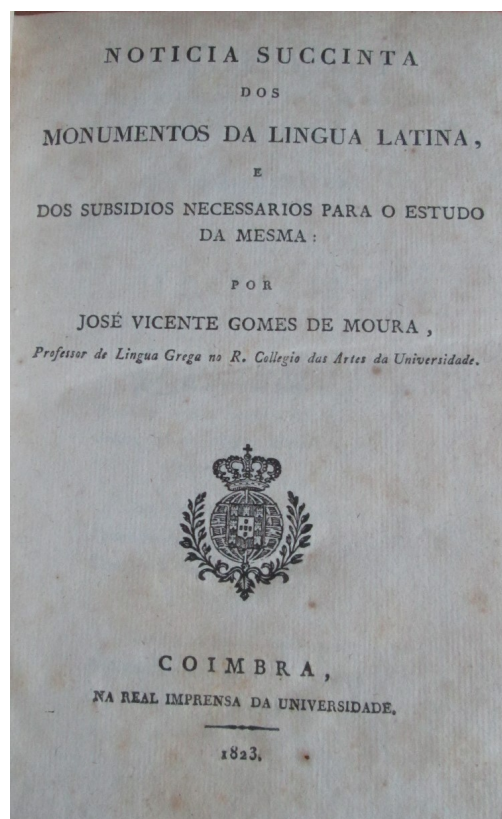 NOTICIA SUCCINTA
DOS
MONUMENTOS DA LINGUA LATINA,
E
DOS SUBSIDIOS NECESSARIOS PARA O ESTUDO
DA MESMA:
POR
JOSÉ VICENTE GOMES DE MOURA,
Professor de Lingua Grega no R. Collegio das Artes da Universidade.
COIMBRA,
NA REAL IMPRENSA DA UNIVERSIDADE.
1823.